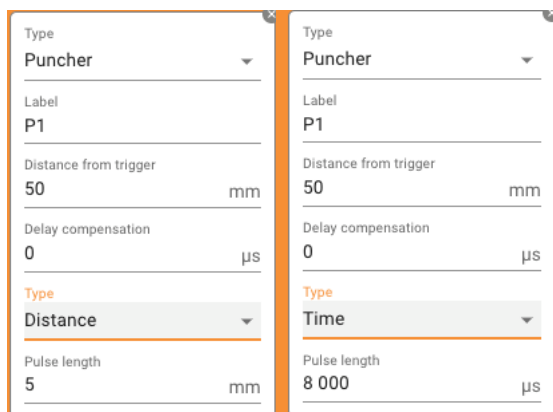 Type
Puncher
Label
P1
Distance from trigger
50 mm
Delay compensation
0 µs
Type
Distance
Pulse length
5 mm
Type
Puncher
Label
P1
Distance from trigger
50 mm
Delay compensation
0 µs
Type
Time
Pulse length
8 000 µs